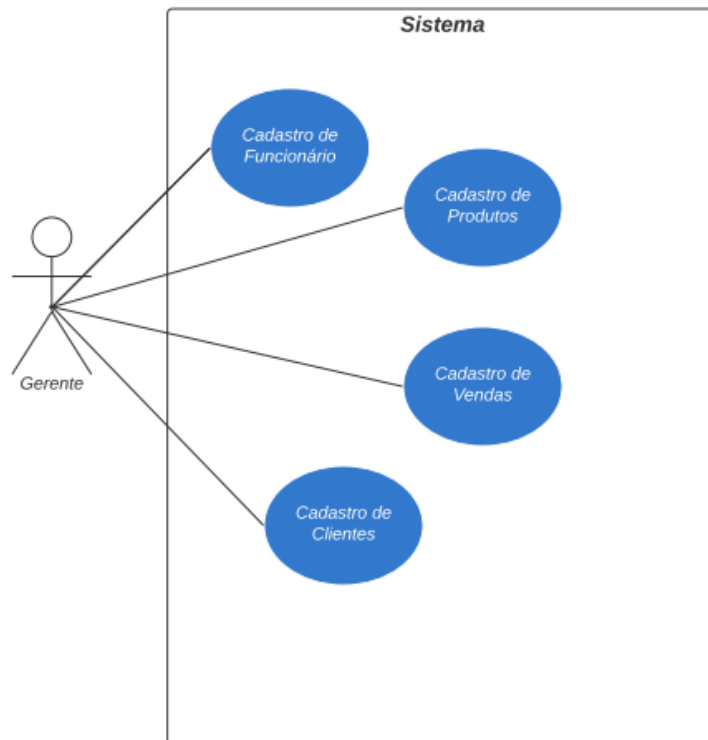 Sistema
Cadastro de
Funcionário
Cadastro de
Produtos
Gerente
Cadastro de
Vendas
Cadastro de
Clientes